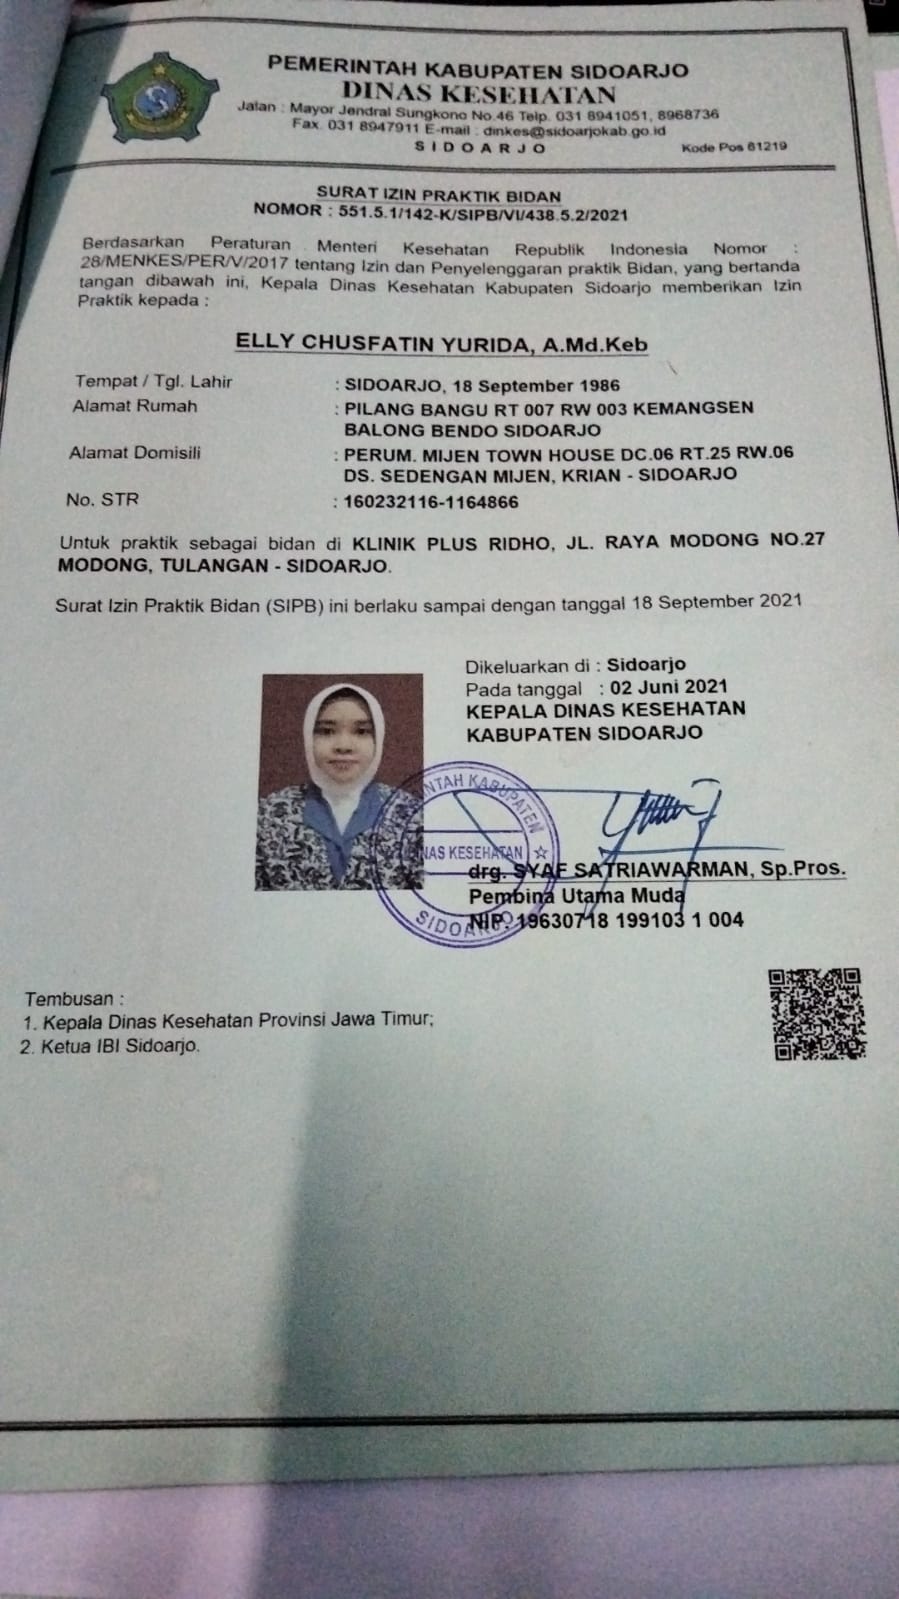 PEMERINTAH KABUPATEN SIDOARJO
DINAS KESEHATAN
Jalan : Mayor Jendral Sungkono No.46 Telp. 031 8941051, 8968736
Fax. 031 8947911 E-mail : dinkes@sidoarjokab.go.id
SIDOARJO Kode Pos 61219
SURAT IZIN PRAKTIK BIDAN
NOMOR : 551.5.1/142-K/SIPB/VI/438.5.2/2021
Berdasarkan Peraturan Menteri Kesehatan Republik Indonesia Nomor :
28/MENKES/PER/V/2017 tentang Izin dan Penyelenggaran praktik Bidan, yang bertanda
tangan dibawah ini, Kepala Dinas Kesehatan Kabupaten Sidoarjo memberikan Izin
Praktik kepada :
ELLY CHUSFATIN YURIDA, A.Md.Keb
Tempat / Tgl. Lahir : SIDOARJO, 18 September 1986
Alamat Rumah : PILANG BANGU RT 007 RW 003 KEMANGSEN
BALONG BENDO SIDOARJO
Alamat Domisili : PERUM. MIJEN TOWN HOUSE DC.06 RT.25 RW.06
DS. SEDENGAN MIJEN, KRIAN - SIDOARJO
No. STR : 160232116-1164866
Untuk praktik sebagai bidan di KLINIK PLUS RIDHO, JL. RAYA MODONG NO.27
MODONG, TULANGAN - SIDOARJO.
Surat Izin Praktik Bidan (SIPB) ini berlaku sampai dengan tanggal 18 September 2021
Dikeluarkan di : Sidoarjo
Pada tanggal : 02 Juni 2021
KEPALA DINAS KESEHATAN
KABUPATEN SIDOARJO
KABUPATEN
KESEHATAN
SIDOARJO
drg. SYAF SATRIAWARMAN, Sp.Pros.
Pembina Utama Muda
NIP. 19630718 199103 1 004
Tembusan :
1. Kepala Dinas Kesehatan Provinsi Jawa Timur;
2. Ketua IBI Sidoarjo.